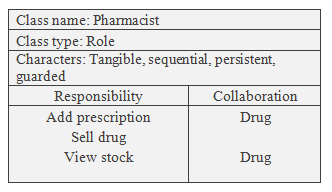 Class name: Pharmacist
Class type: Role
Characters: Tangible, sequential, persistent,
guarded
Responsibility Collaboration
Add prescription Drug
Sell drug
View stock Drug